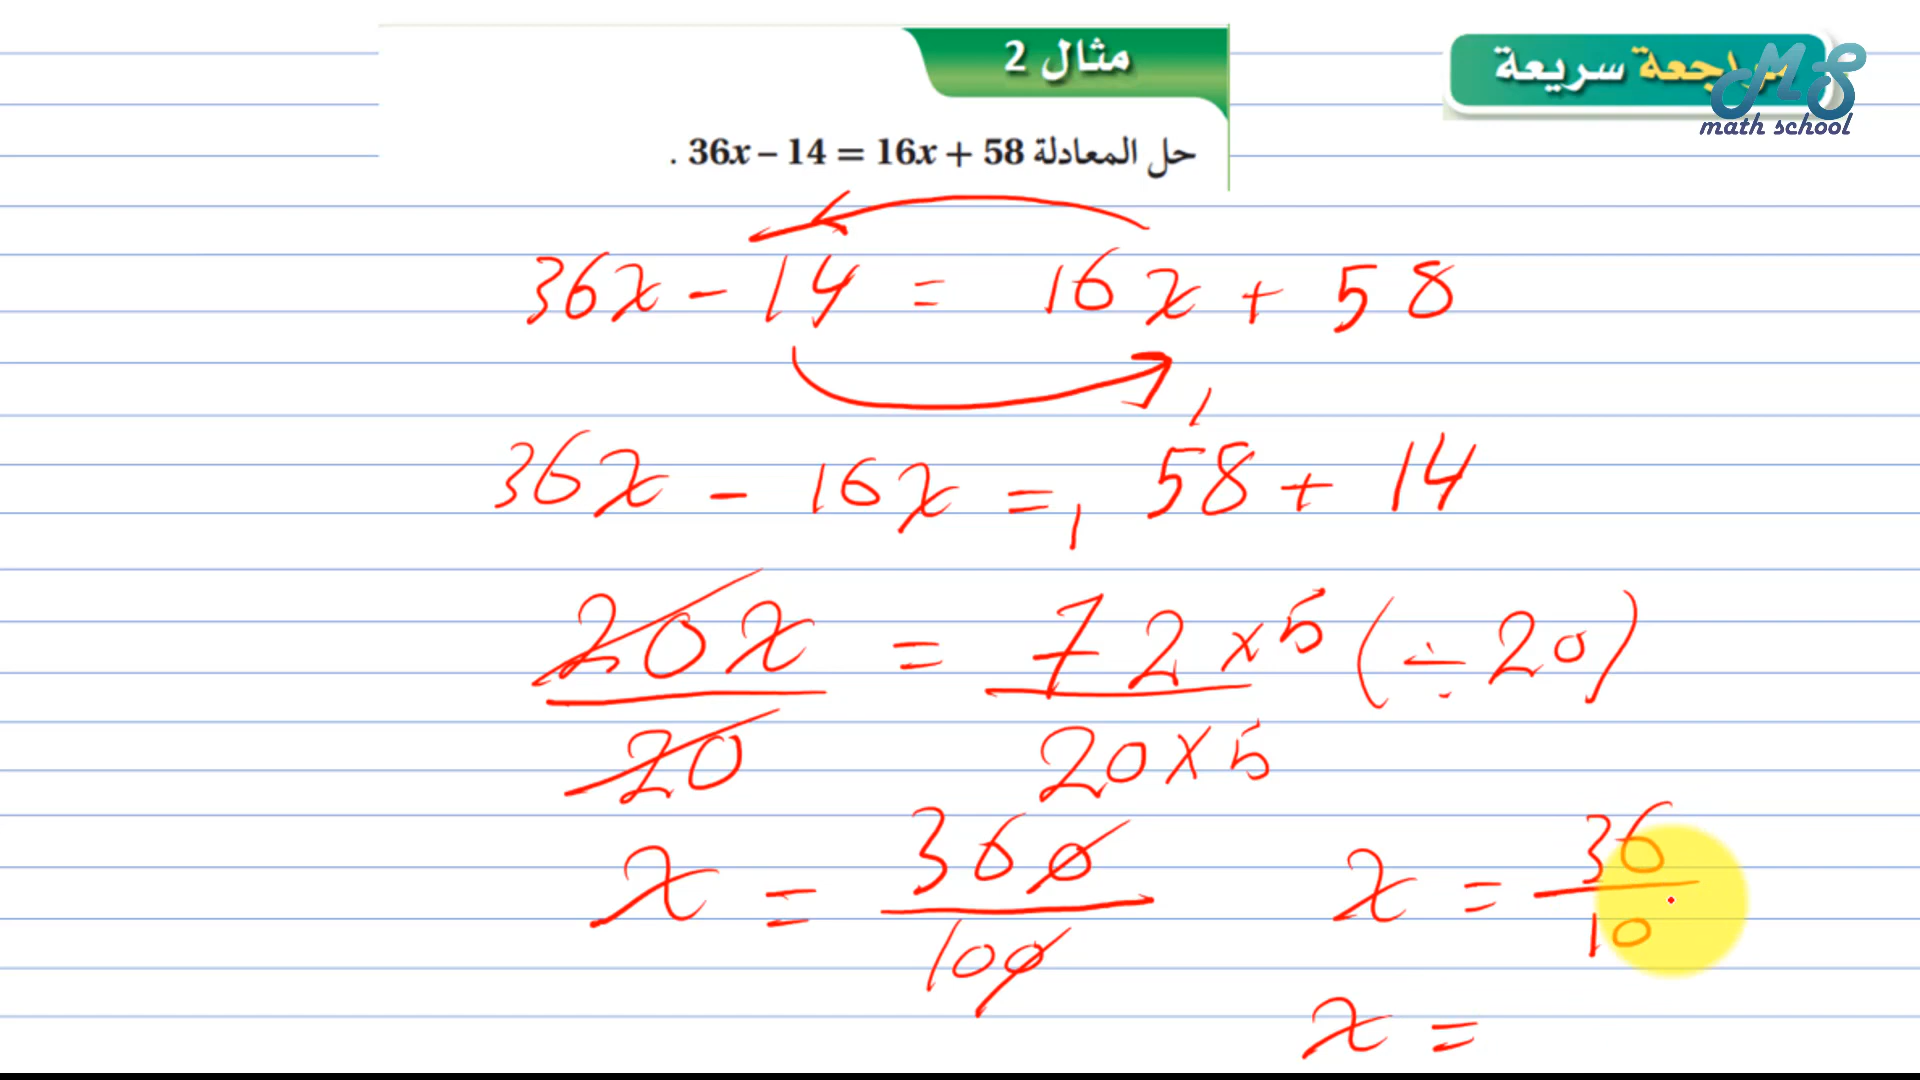 مراجعة سريعة
math school
مثال 2
حل المعادلة 36x – 14 = 16x + 58 .
36x - 14 = 16x + 58
36x - 16x = 58 + 14
20x = 72 × 5 (÷ 20)
20 20 × 5
x = 360 x = 36
100 10
x =